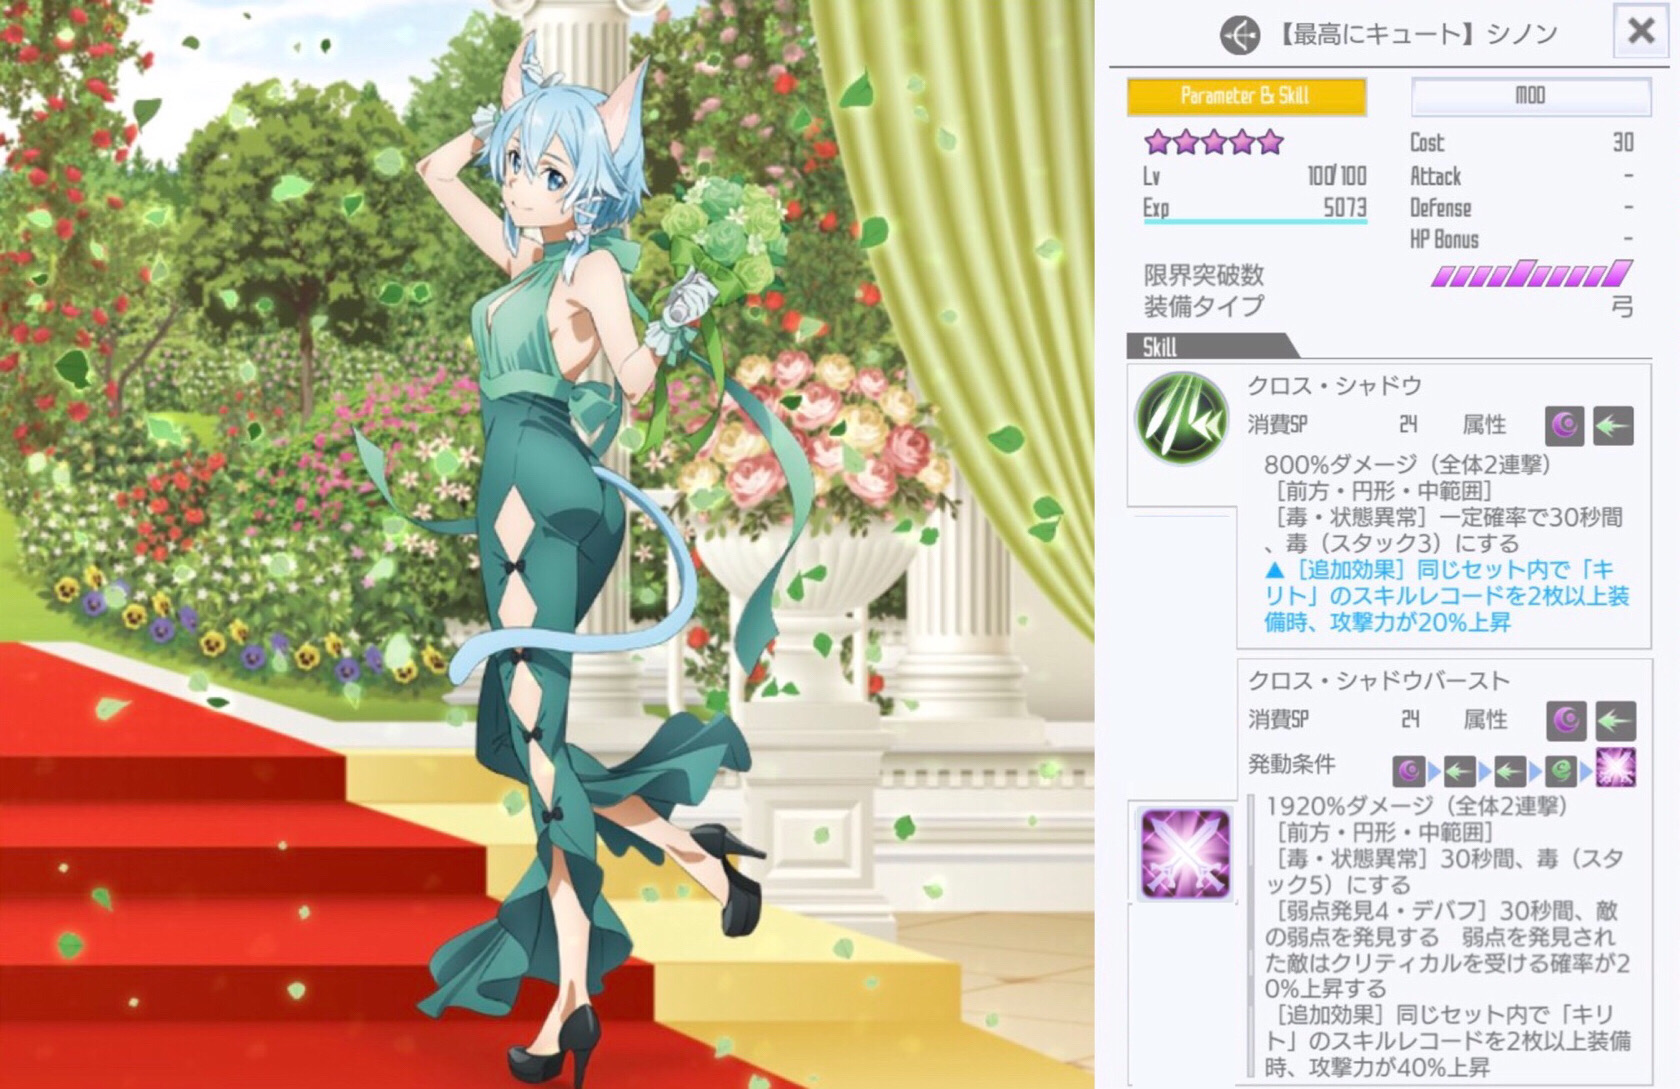 【最高にキュート】シノン
Parameter & Skill
MOD
Lv 100/100
Exp 5073
Cost 30
Attack -
Defense -
HP Bonus -
限界突破数
装備タイプ 弓
Skill
クロス・シャドウ
消費SP 24 属性
800%ダメージ（全体2連撃）
［前方・円形・中範囲］
［毒・状態異常］一定確率で30秒間
、毒（スタック3）にする
▲［追加効果］同じセット内で「キ
リト」のスキルレコードを2枚以上装
備時、攻撃力が20%上昇
クロス・シャドウバースト
消費SP 24 属性
発動条件
1920%ダメージ（全体2連撃）
［前方・円形・中範囲］
［毒・状態異常］30秒間、毒（スタ
ック5）にする
［弱点発見4・デバフ］30秒間、敵
の弱点を発見する　弱点を発見され
た敵はクリティカルを受ける確率が2
0%上昇する
［追加効果］同じセット内で「キリ
ト」のスキルレコードを2枚以上装備
時、攻撃力が40%上昇